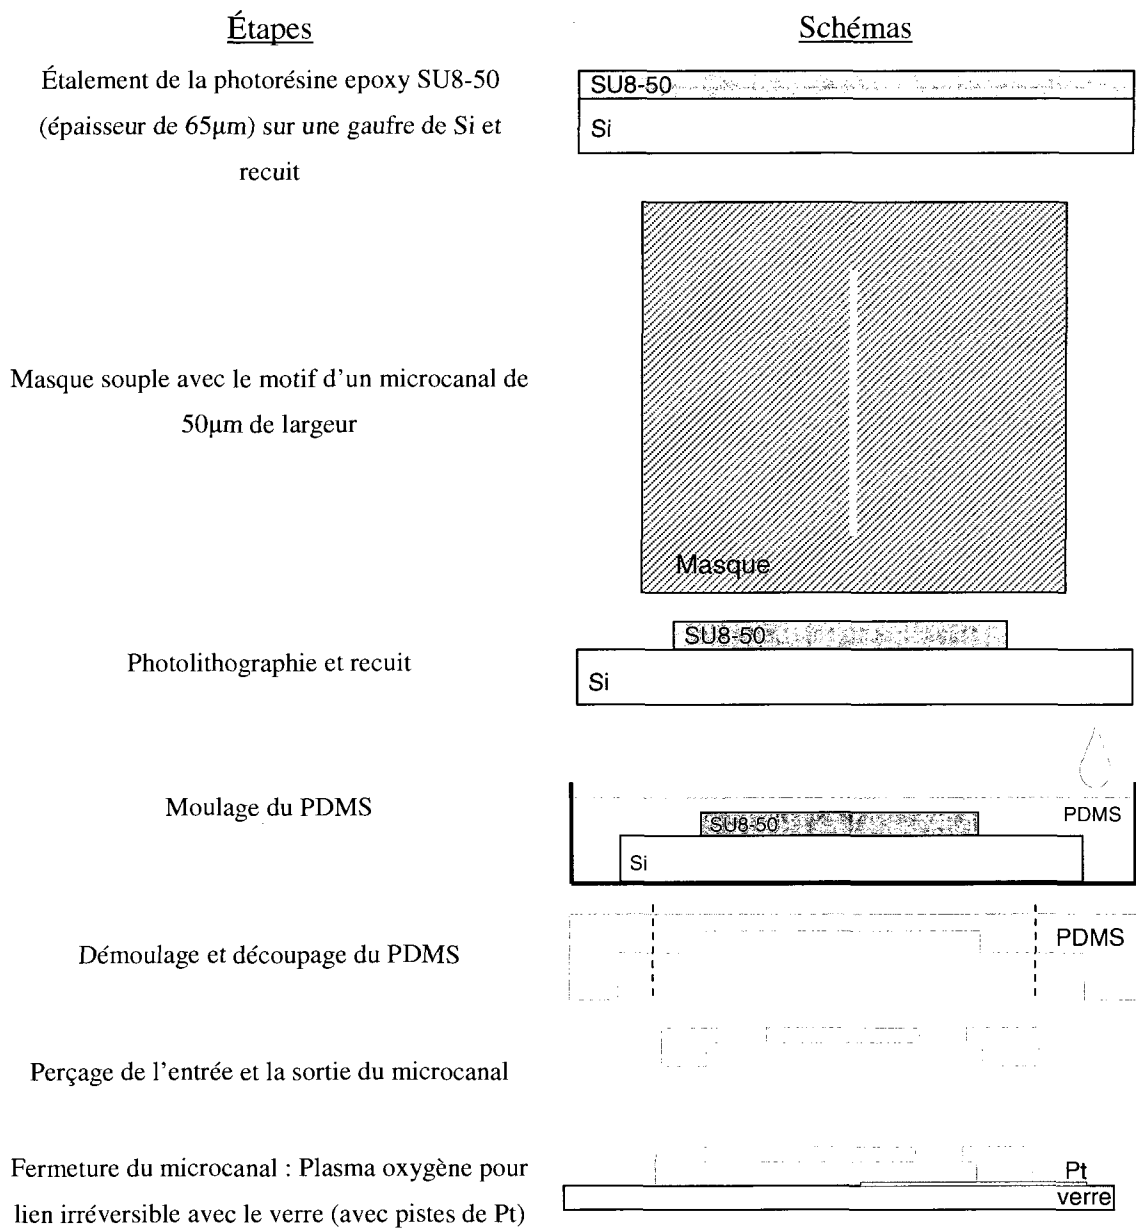 Étapes
Schémas
Étalement de la photorésine epoxy SU8-50
(épaisseur de 65µm) sur une gaufre de Si et
recuit
SU8-50
Si
Masque souple avec le motif d'un microcanal de
50µm de largeur
Masque
Photolithographie et recuit
SU8-50
Si
Moulage du PDMS
PDMS
SU8-50
Si
Démoulage et découpage du PDMS
PDMS
Perçage de l'entrée et la sortie du microcanal
Fermeture du microcanal : Plasma oxygène pour
lien irréversible avec le verre (avec pistes de Pt)
Pt
verre